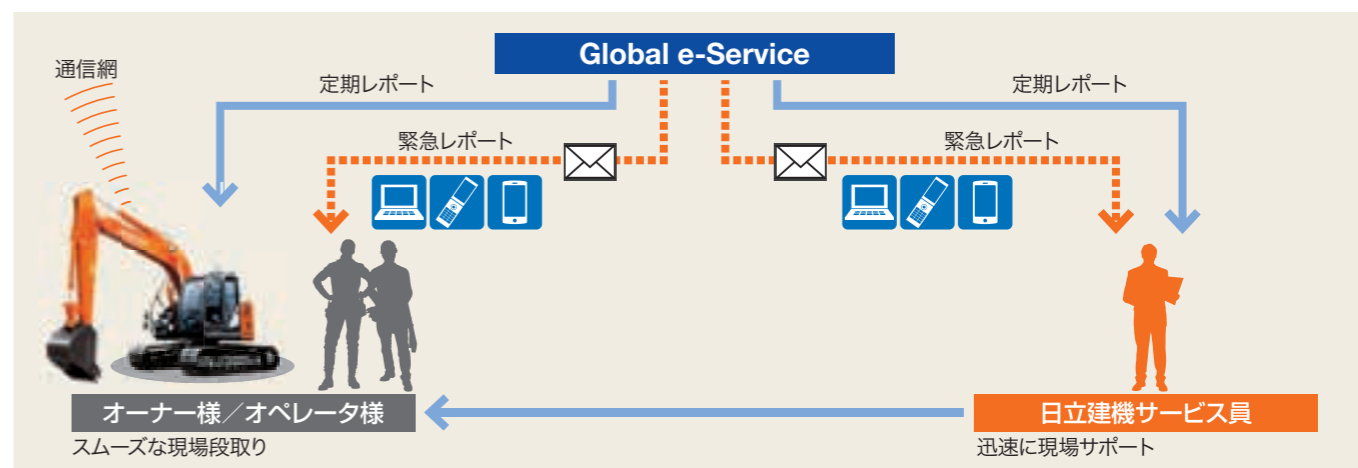 Global e-Service
通信網
定期レポート
定期レポート
緊急レポート
緊急レポート
オーナー様／オペレータ様
日立建機サービス員
スムーズな現場段取り
迅速に現場サポート